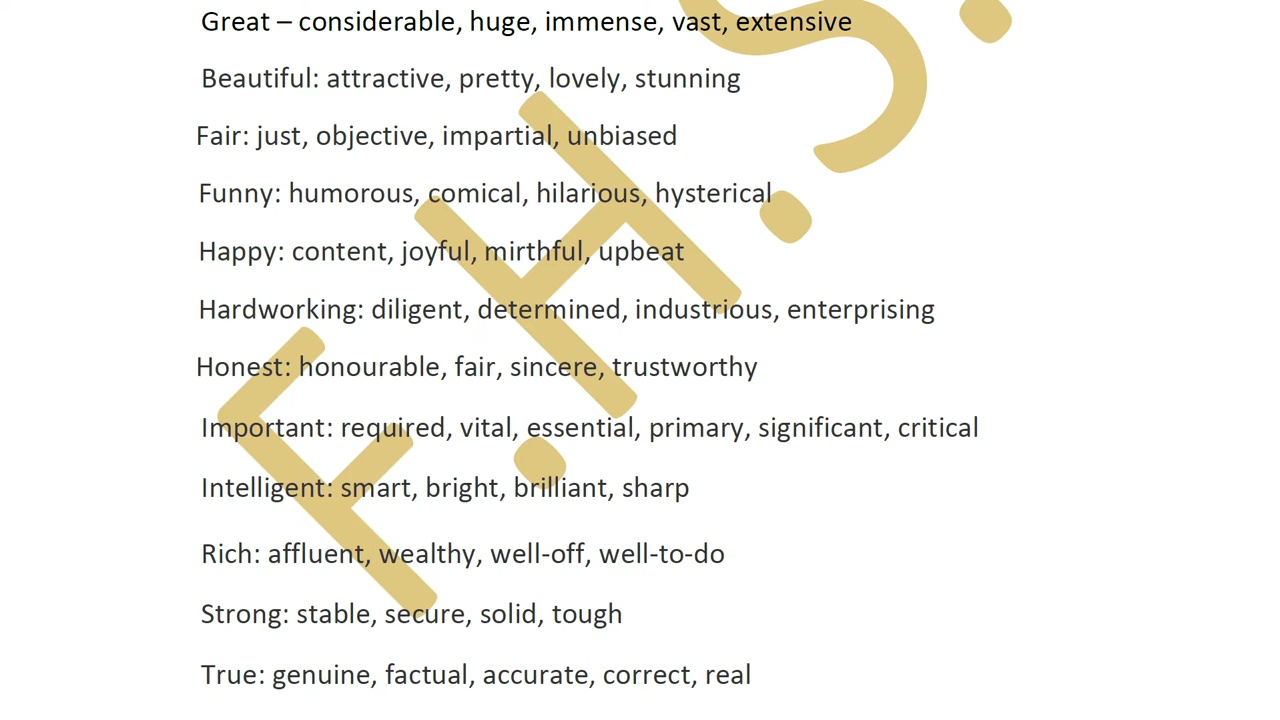 Great – considerable, huge, immense, vast, extensive
Beautiful: attractive, pretty, lovely, stunning
Fair: just, objective, impartial, unbiased
Funny: humorous, comical, hilarious, hysterical
Happy: content, joyful, mirthful, upbeat
Hardworking: diligent, determined, industrious, enterprising
Honest: honourable, fair, sincere, trustworthy
Important: required, vital, essential, primary, significant, critical
Intelligent: smart, bright, brilliant, sharp
Rich: affluent, wealthy, well-off, well-to-do
Strong: stable, secure, solid, tough
True: genuine, factual, accurate, correct, real
F.H.S.